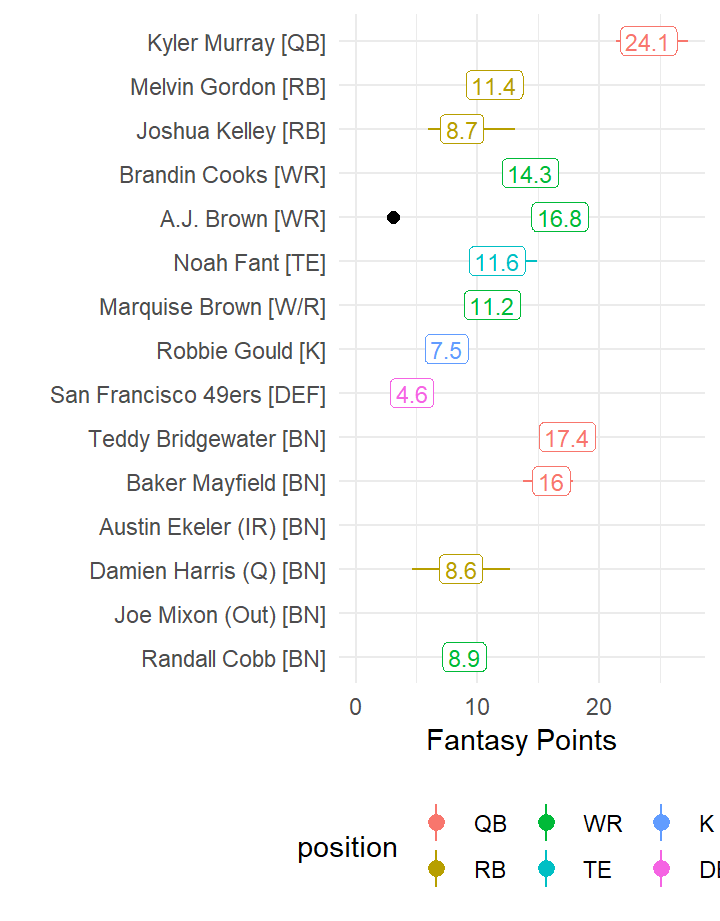 Kyler Murray [QB] 24.1
Melvin Gordon [RB] 11.4
Joshua Kelley [RB] 8.7
Brandin Cooks [WR] 14.3
A.J. Brown [WR] 16.8
Noah Fant [TE] 11.6
Marquise Brown [W/R] 11.2
Robbie Gould [K] 7.5
San Francisco 49ers [DEF] 4.6
Teddy Bridgewater [BN] 17.4
Baker Mayfield [BN] 16
Austin Ekeler (IR) [BN]
Damien Harris (Q) [BN] 8.6
Joe Mixon (Out) [BN]
Randall Cobb [BN] 8.9
0 10 20
Fantasy Points
position
QB WR K
RB TE